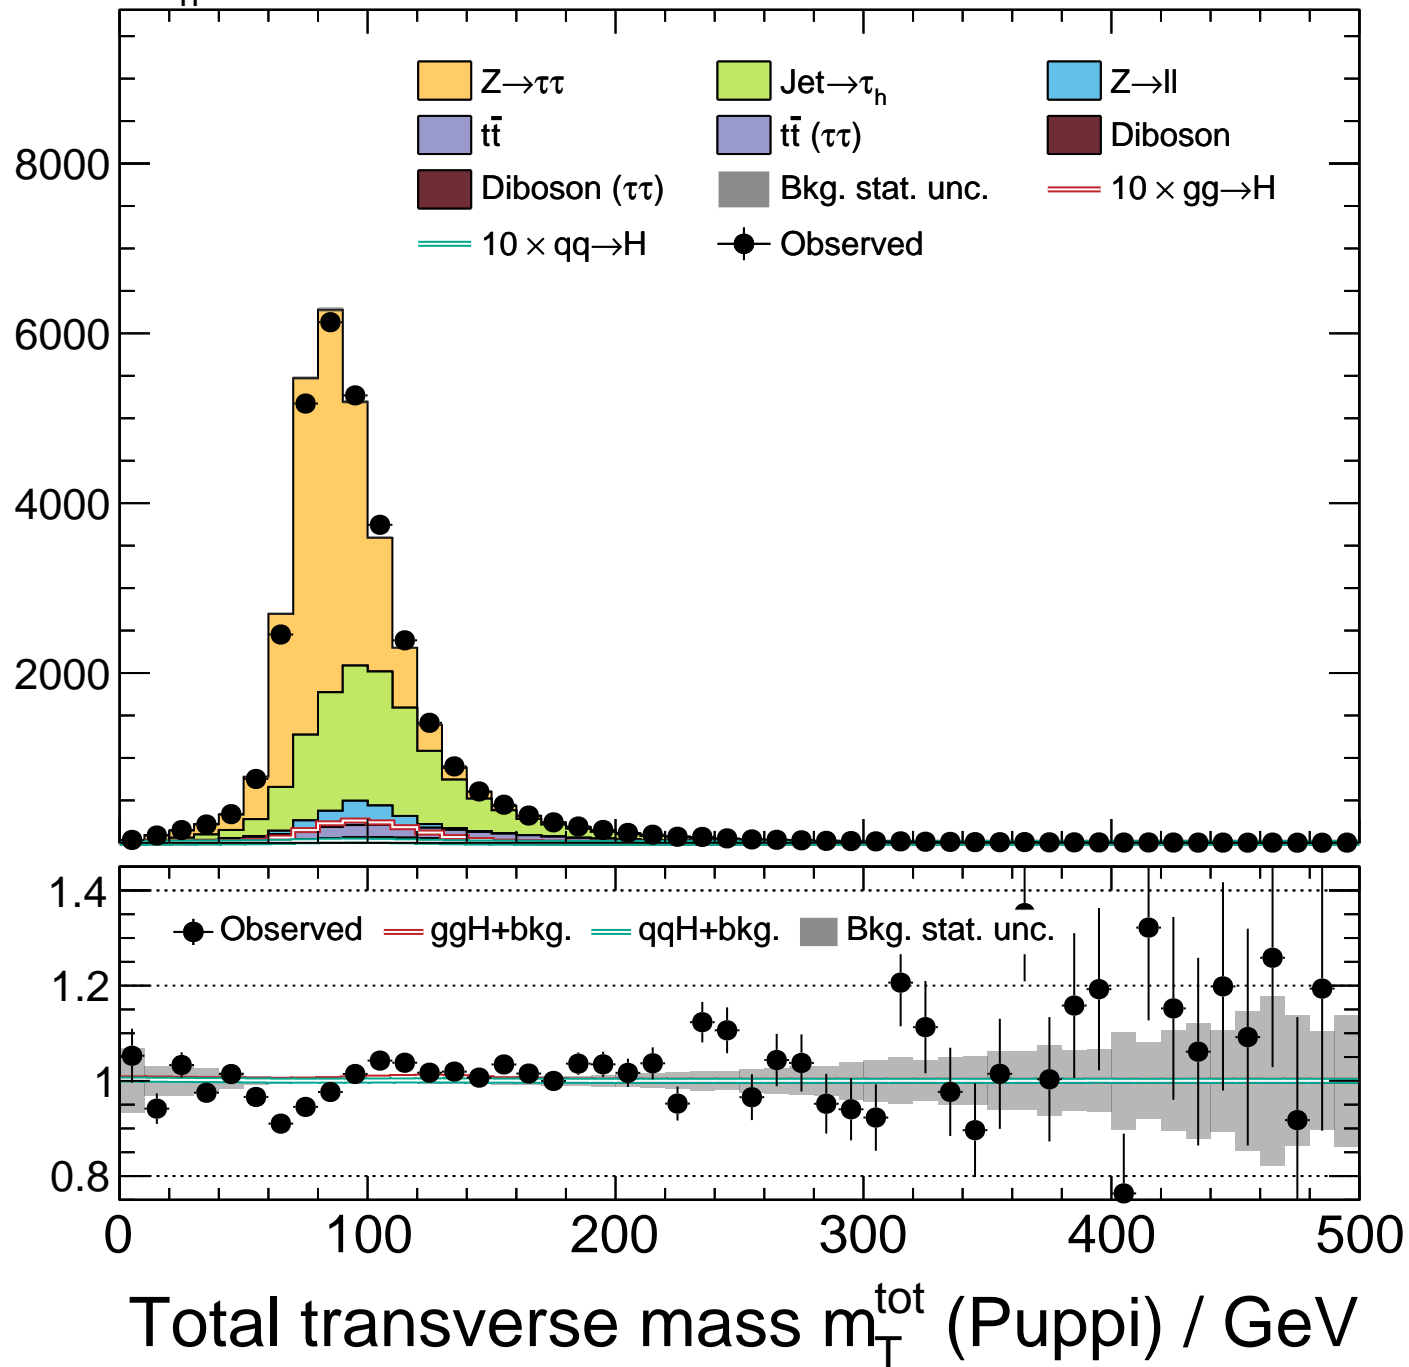 h
Z→ττ Jet→τh Z→ll
tt̄ tt̄ (ττ) Diboson
Diboson (ττ) Bkg. stat. unc. 10 × gg→H
10 × qq→H Observed
8000
6000
4000
2000
1.4
Observed ggH+bkg. qqH+bkg. Bkg. stat. unc.
1.2
1
0.8
0 100 200 300 400 500
Total transverse mass m_T^tot (Puppi) / GeV